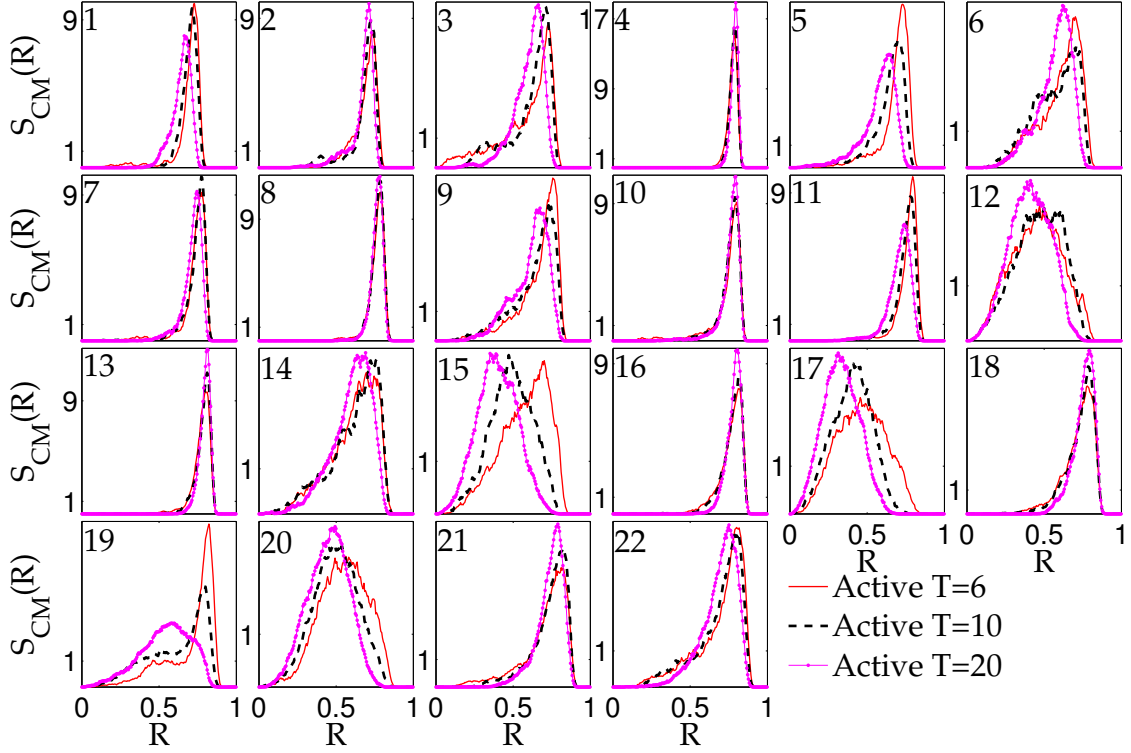 S_CM(R) 9 1 1 9 1 2 1 3 17 9 1 4 1 5 1 6
S_CM(R) 9 1 7 9 1 8 1 9 9 1 10 9 1 11 1 12
S_CM(R) 9 1 13 1 14 1 15 9 1 16 1 17 1 18
0 0.5 1 R 0 0.5 1 R
S_CM(R) 1 19 1 20 21 1 22
Active T=6
Active T=10
Active T=20
0 0.5 1 0 0.5 1 0 0.5 1 0 0.5 1
R R R R